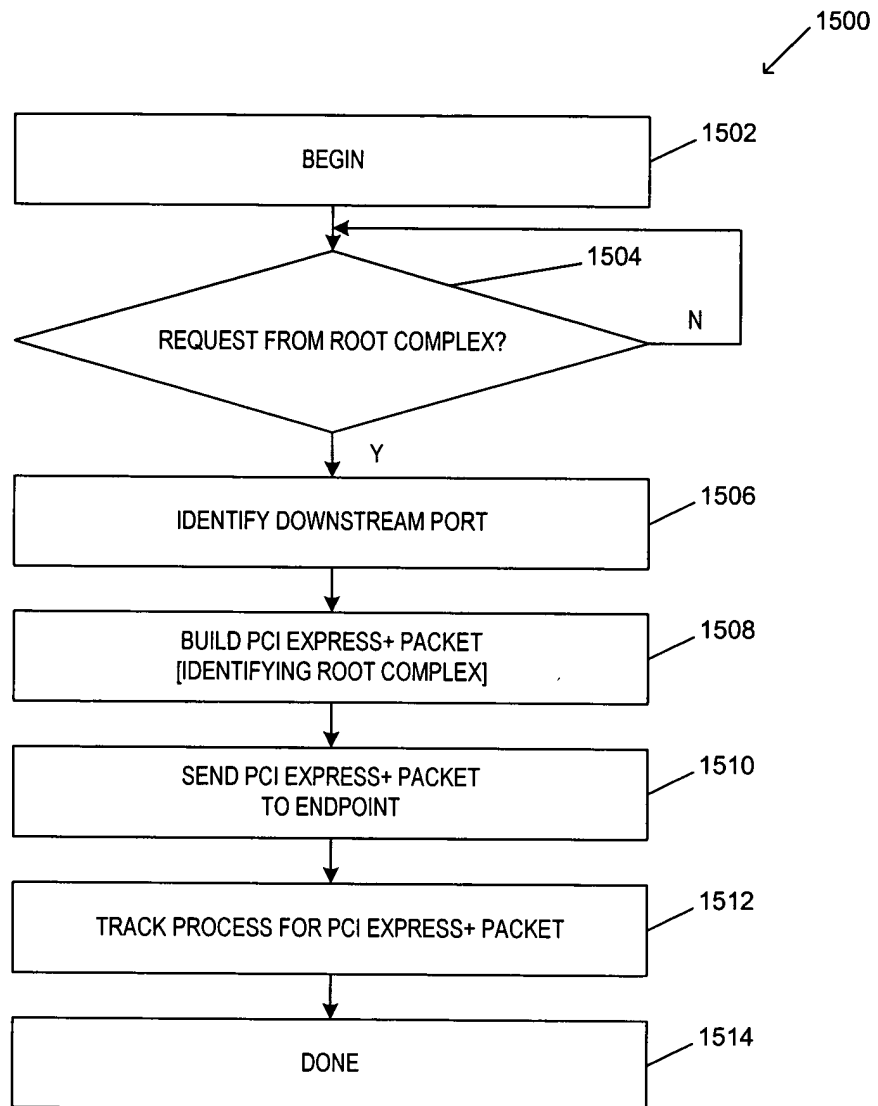 1500
BEGIN
1502
1504
REQUEST FROM ROOT COMPLEX?
N
Y
IDENTIFY DOWNSTREAM PORT
1506
BUILD PCI EXPRESS+ PACKET
[IDENTIFYING ROOT COMPLEX]
1508
SEND PCI EXPRESS+ PACKET
TO ENDPOINT
1510
TRACK PROCESS FOR PCI EXPRESS+ PACKET
1512
DONE
1514